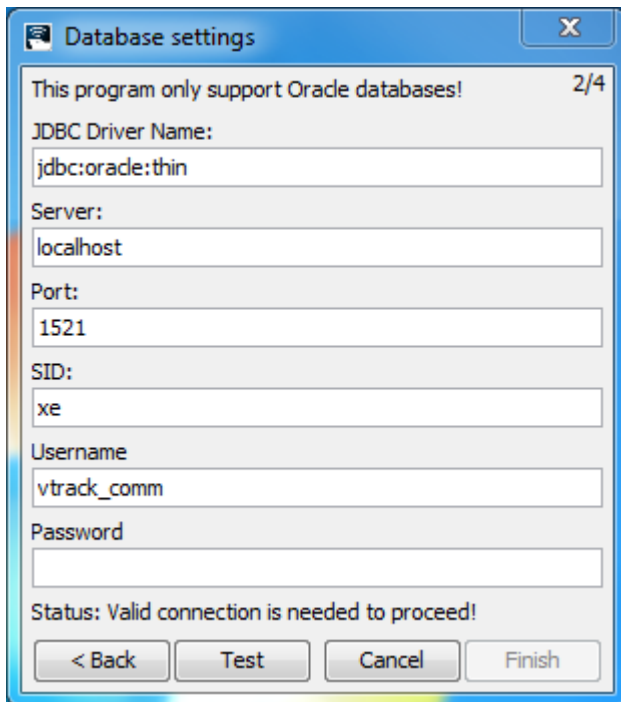 Database settings
This program only support Oracle databases! 2/4
JDBC Driver Name:
jdbc:oracle:thin
Server:
localhost
Port:
1521
SID:
xe
Username
vtrack_comm
Password
Status: Valid connection is needed to proceed!
< Back Test Cancel Finish